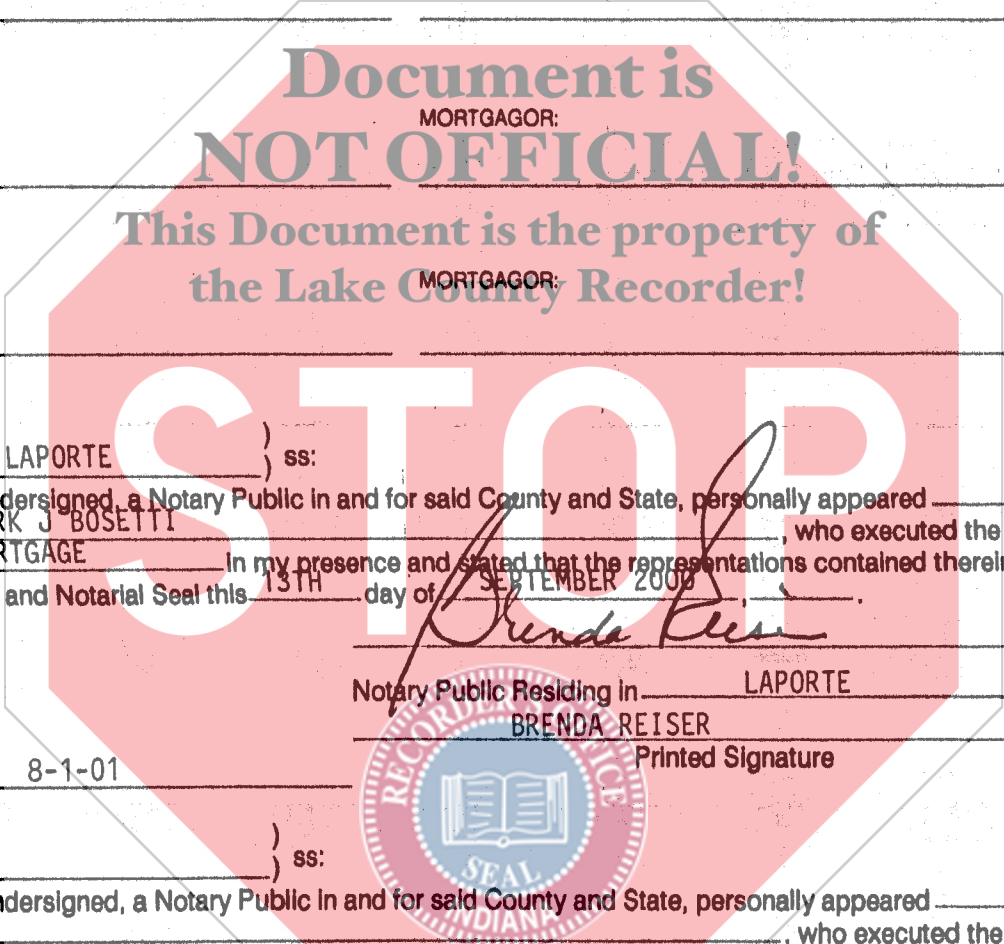 Document is
MORTGAGOR:
NOT OFFICIAL!
This Document is the property of
the Lake County Recorder!
MORTGAGOR:
STOP
LAPORTE ) ss:
dersigned, a Notary Public in and for said County and State, personally appeared
RK J BOSETTI , who executed the
RTGAGE in my presence and stated that the representations contained therein
and Notarial Seal this 13TH day of SEPTEMBER 2000 , .
Brenda Reiser
Notary Public Residing in LAPORTE
BRENDA REISER
Printed Signature
8-1-01
RECORDER'S OFFICE
SEAL
INDIANA
) ss:
dersigned, a Notary Public in and for said County and State, personally appeared
, who executed the